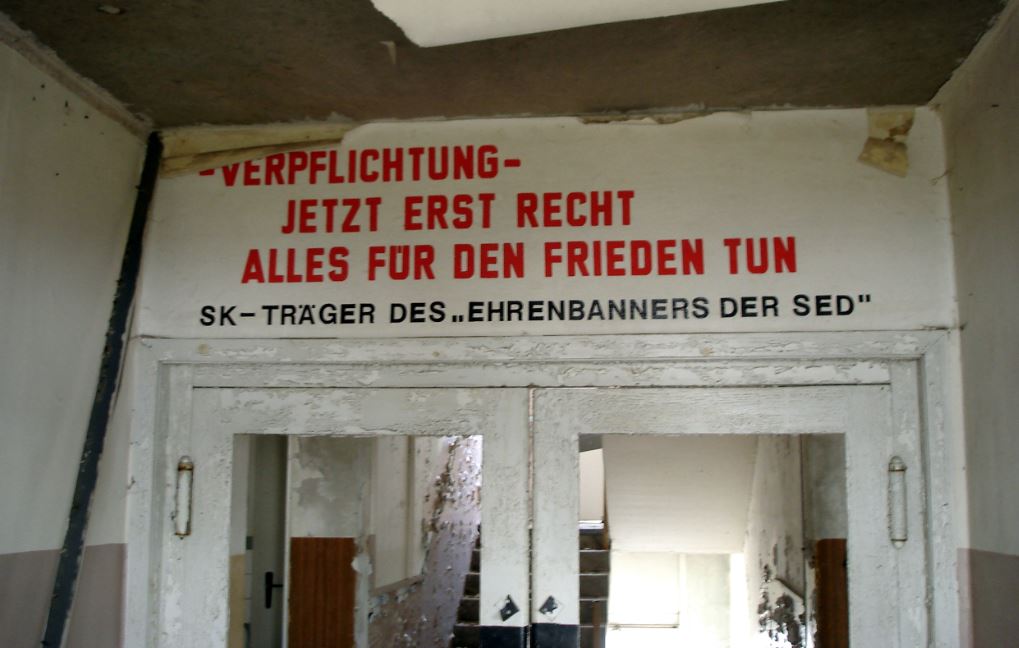 -VERPFLICHTUNG-
JETZT ERST RECHT
ALLES FÜR DEN FRIEDEN TUN
SK-TRÄGER DES „EHRENBANNERS DER SED"